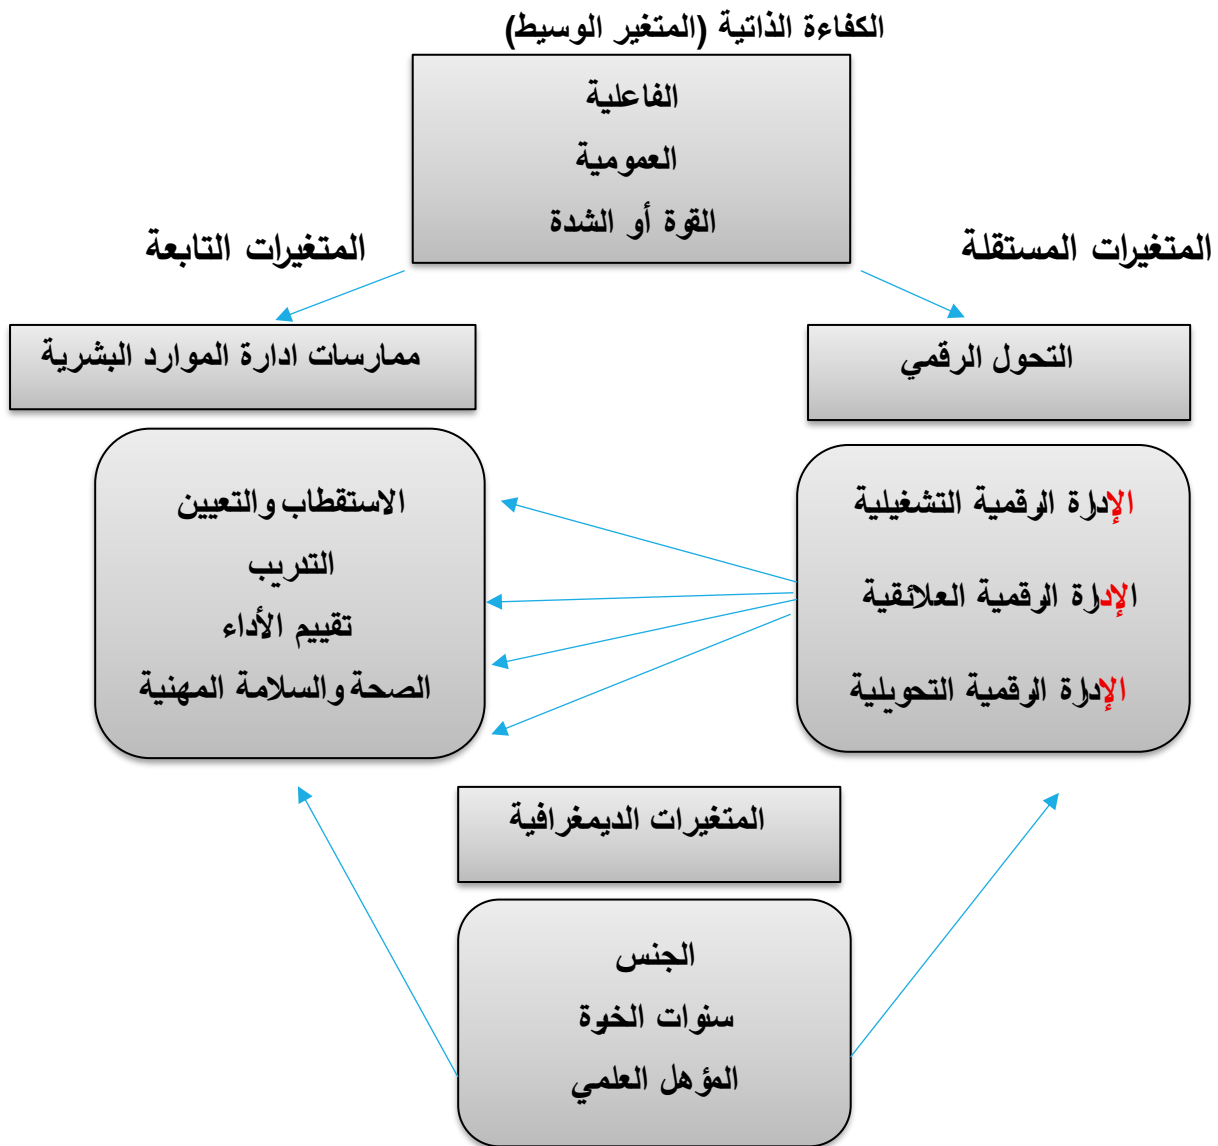 الكفاءة الذاتية (المتغير الوسيط)
الفاعلية
العمومية
القوة أو الشدة
المتغيرات المستقلة
المتغيرات التابعة
التحول الرقمي
ممارسات ادارة الموارد البشرية
الإدارة الرقمية التشغيلية
الإدارة الرقمية العلائقية
الإدارة الرقمية التحويلية
الاستقطاب والتعيين
التدريب
تقييم الأداء
الصحة والسلامة المهنية
المتغيرات الديمغرافية
الجنس
سنوات الخبرة
المؤهل العلمي